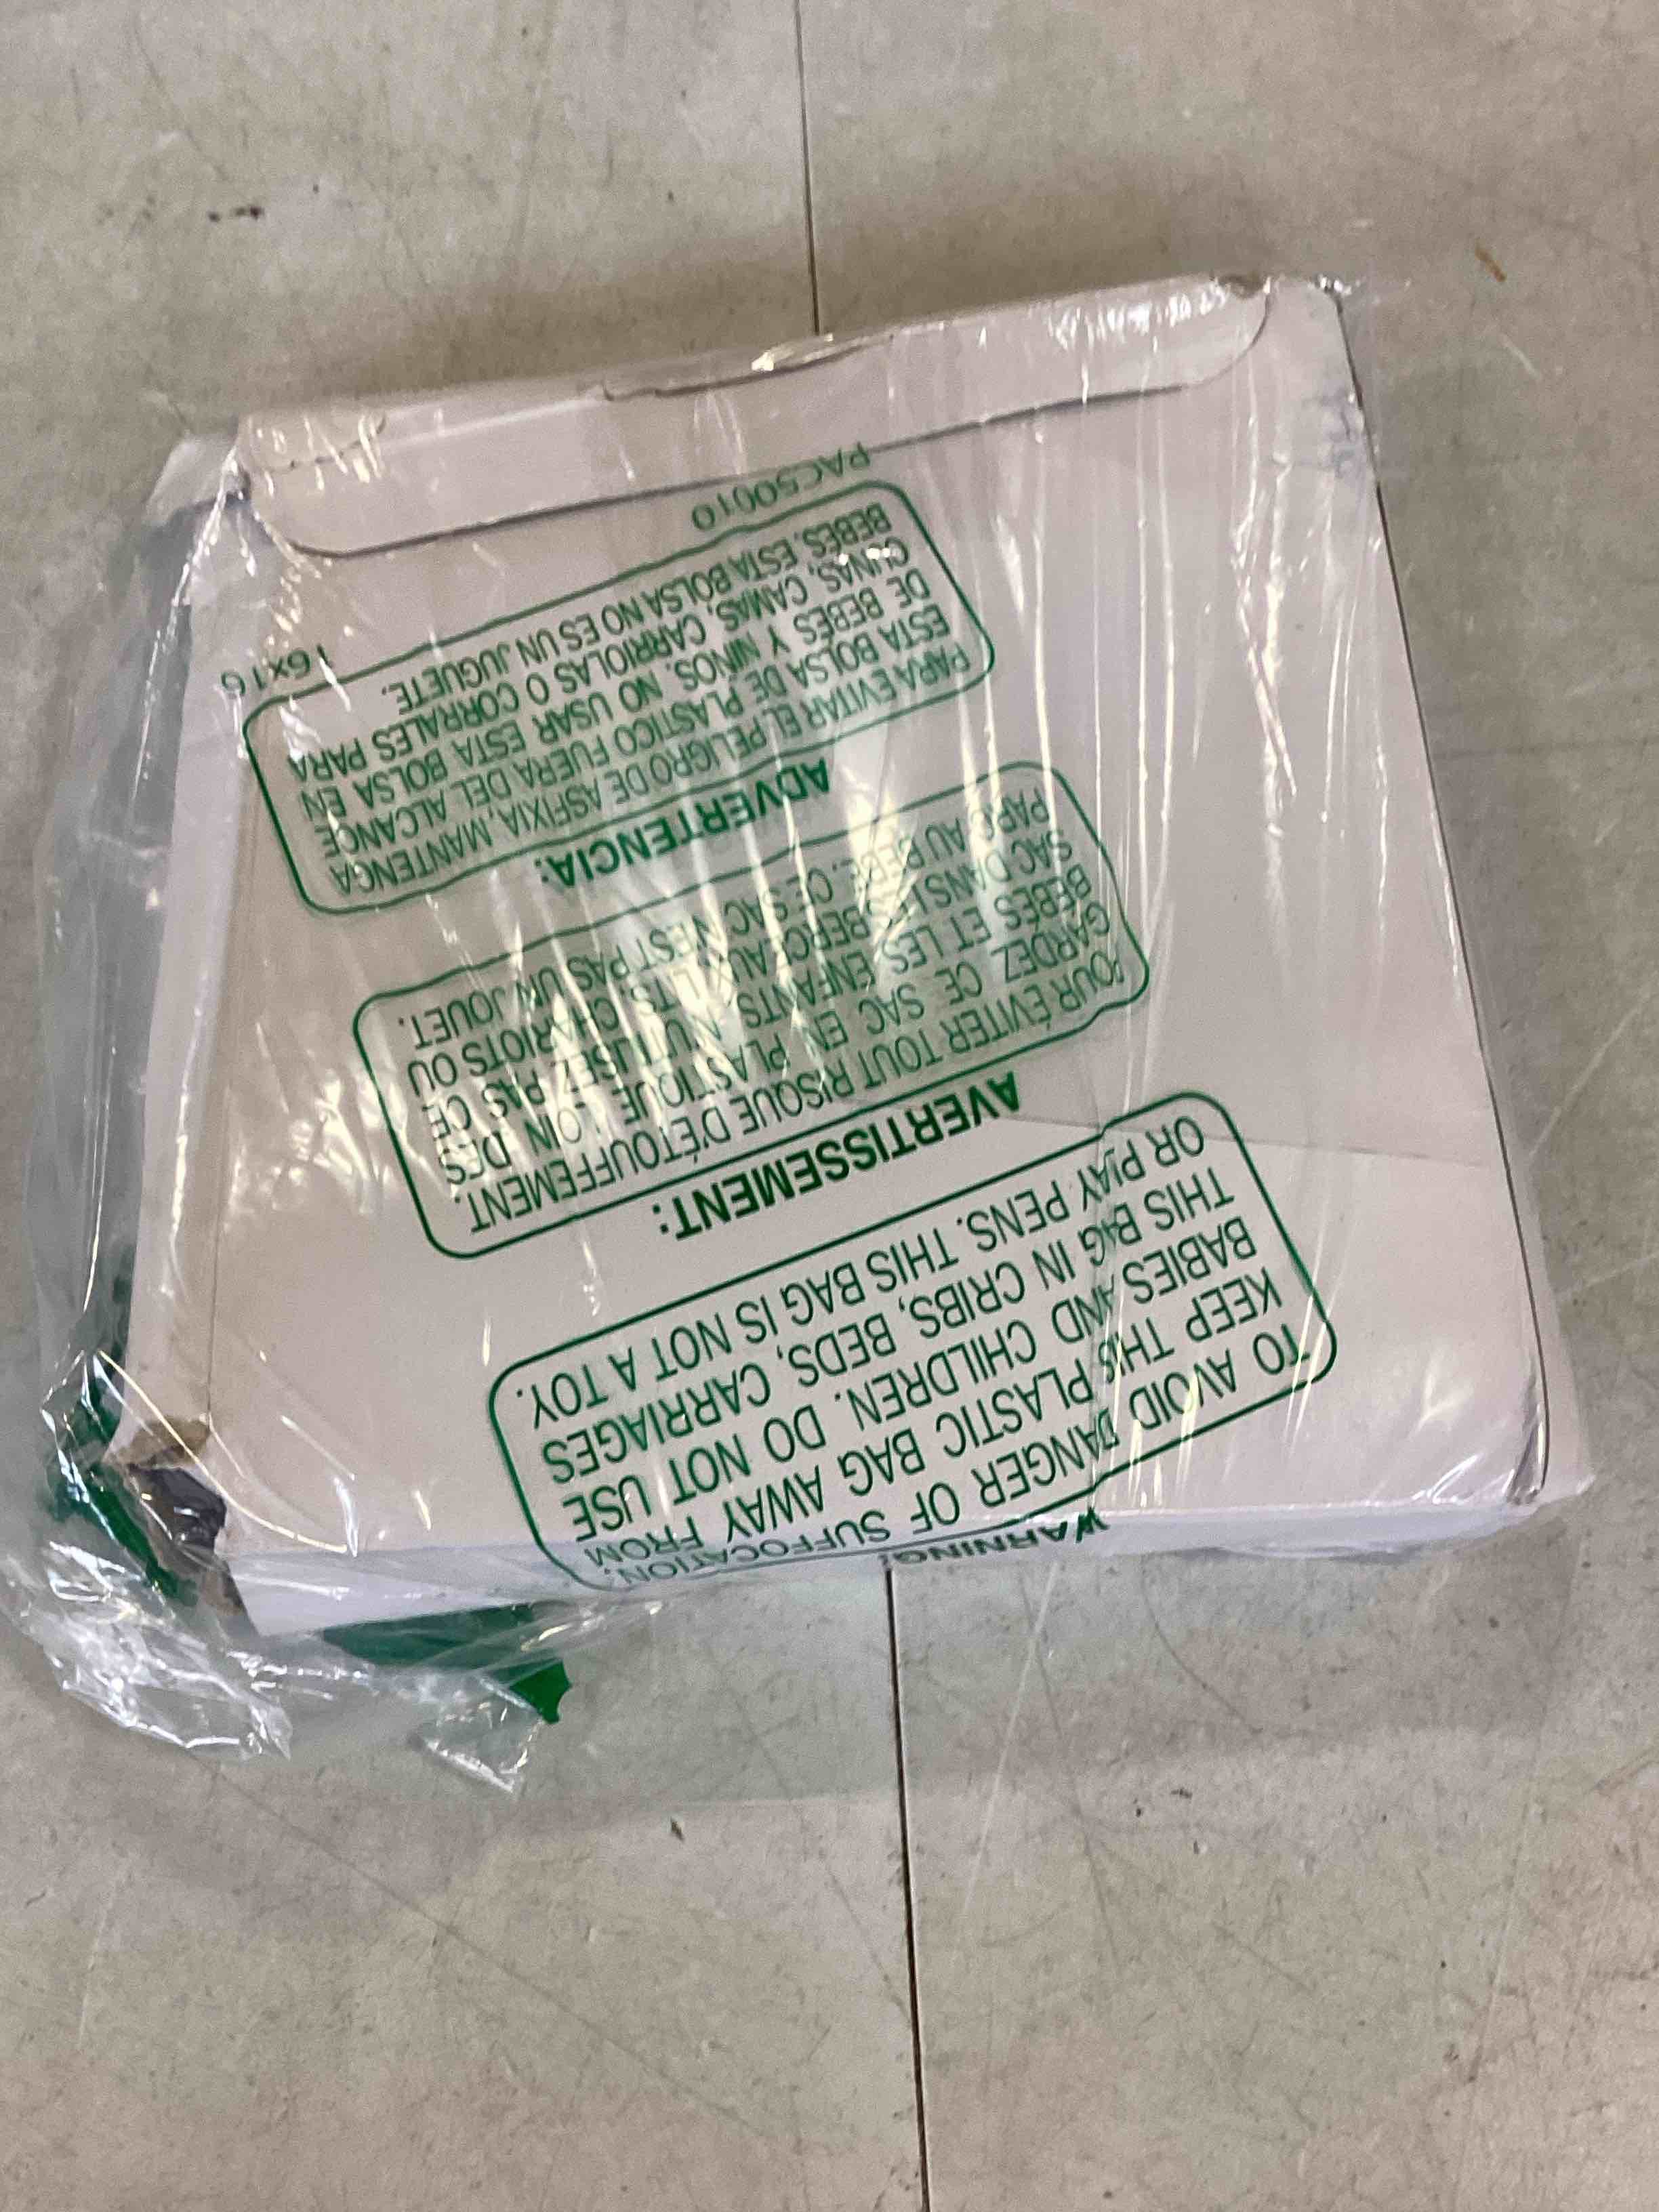 WARNING:
TO AVOID DANGER OF SUFFOCATION,
KEEP THIS PLASTIC BAG AWAY FROM
BABIES AND CHILDREN. DO NOT USE
THIS BAG IN CRIBS, BEDS, CARRIAGES
OR PLAY PENS. THIS BAG IS NOT A TOY.
AVERTISSEMENT:
POUR ÉVITER TOUT RISQUE D'ÉTOUFFEMENT.
GARDEZ CE SAC EN PLASTIQUE LOIN DES
BÉBÉS ET LES ENFANTS. N'UTILISEZ PAS CE
SAC DANS LES BERCEAUX, LITS, CHARIOTS OU
PARC AU BÉBÉ. CE SAC N'EST PAS UN JOUET.
ADVERTENCIA:
PARA EVITAR EL PELIGRO DE ASFIXIA, MANTENGA
ESTA BOLSA DE PLASTICO FUERA DEL ALCANCE
DE BEBÉS Y NIÑOS. NO USAR ESTA BOLSA EN
CUNAS, CAMAS, CARRIOLAS O CORRALES PARA
BEBÉS. ESTA BOLSA NO ES UN JUGUETE.
PAC50010
16x16